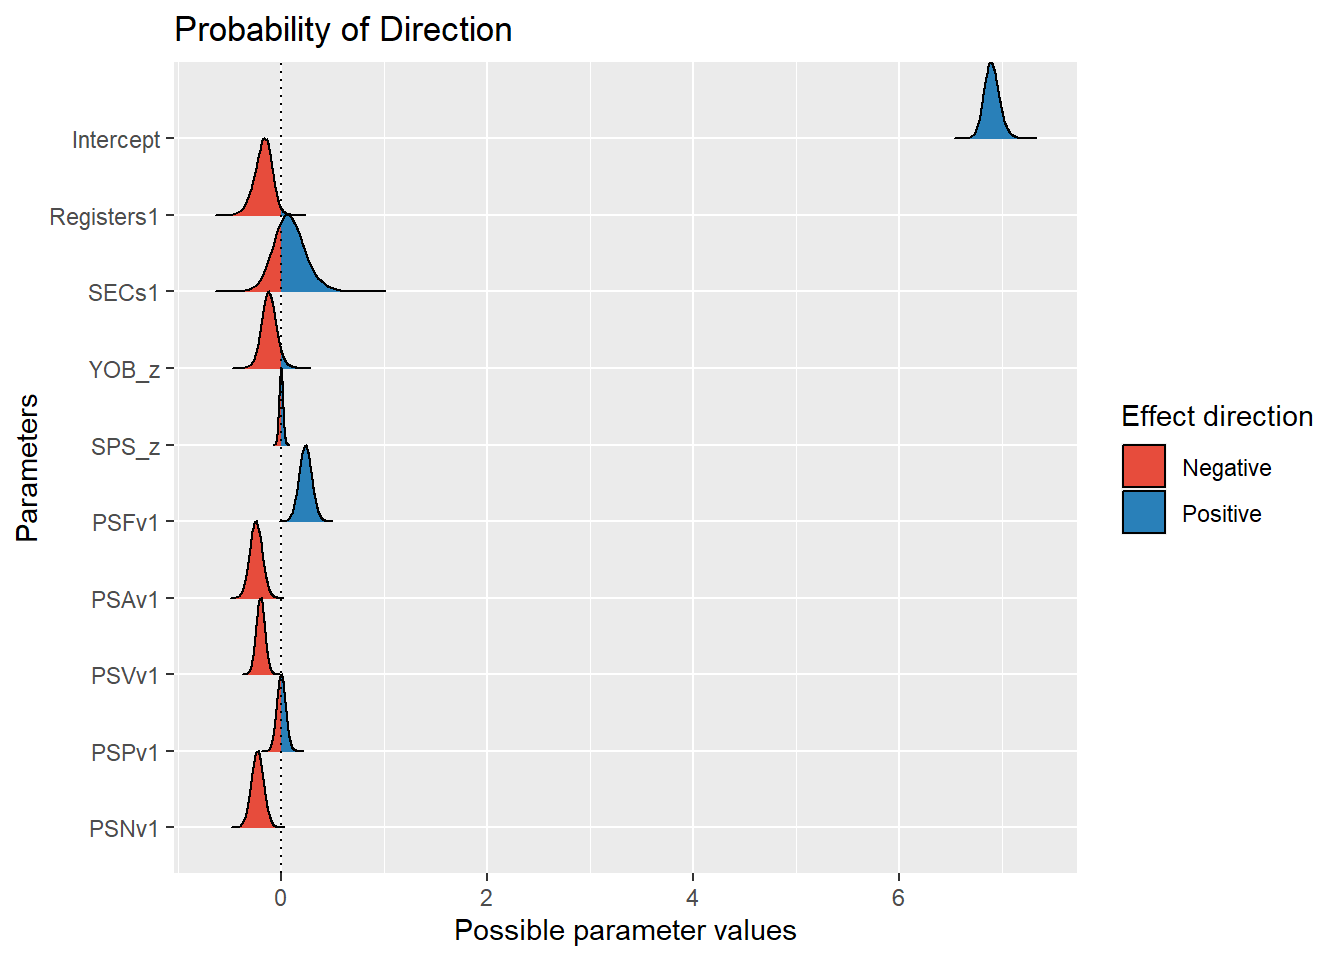 Probability of Direction
Intercept
Registers1
SECs1
YOB_z
SPS_z
PSFv1
PSAv1
PSVv1
PSPv1
PSNv1
Parameters
0 2 4 6
Possible parameter values
Effect direction
Negative
Positive